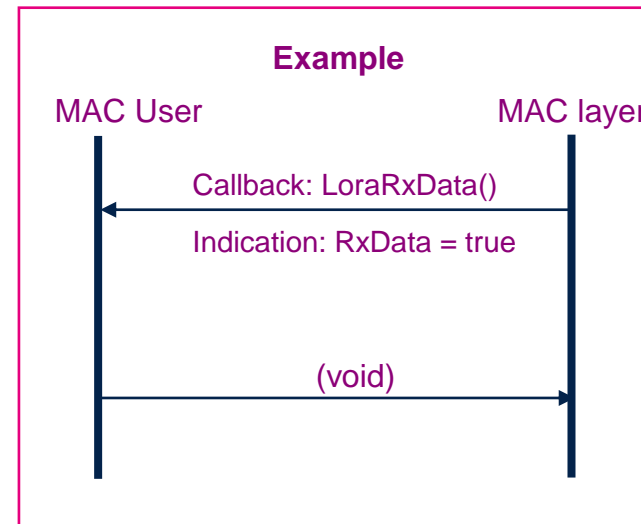 Example
MAC User
MAC layer
Callback: LoraRxData()
Indication: RxData = true
(void)